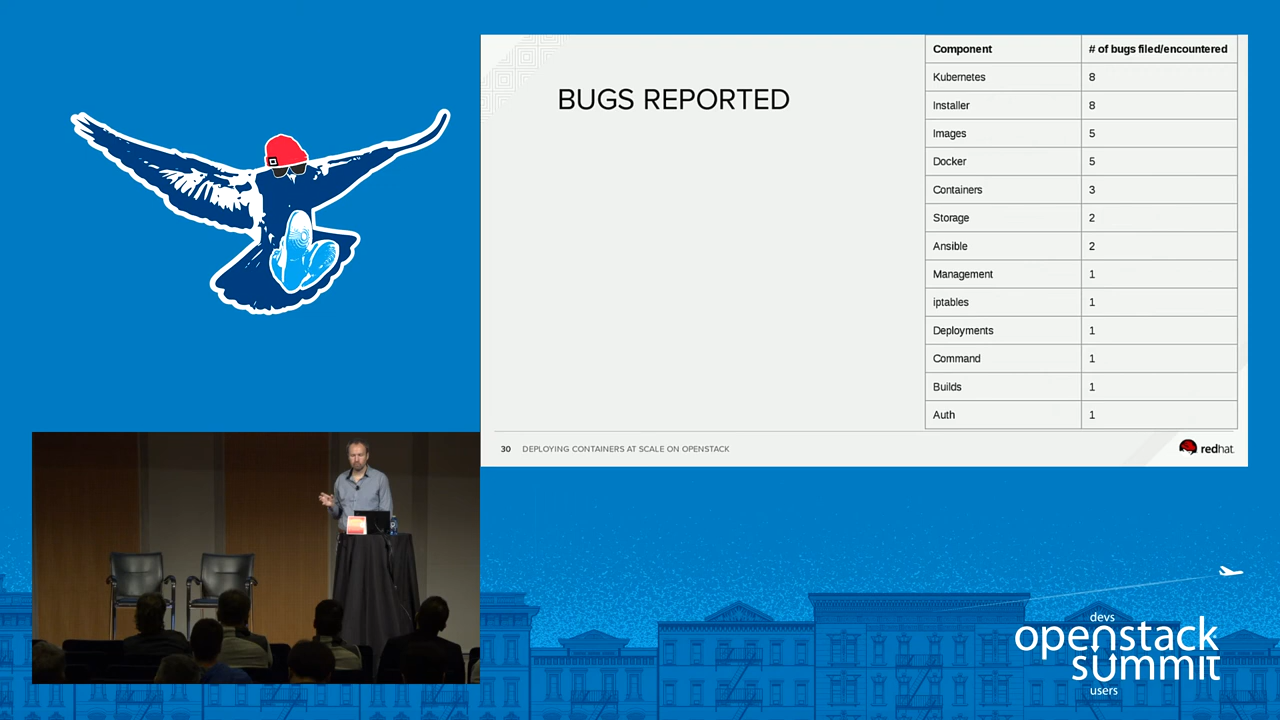 BUGS REPORTED
Component # of bugs filed/encountered
Kubernetes 8
Installer 8
Images 5
Docker 5
Containers 3
Storage 2
Ansible 2
Management 1
iptables 1
Deployments 1
Command 1
Builds 1
Auth 1
30 DEPLOYING CONTAINERS AT SCALE ON OPENSTACK
redhat
devs
openstack
summit
users